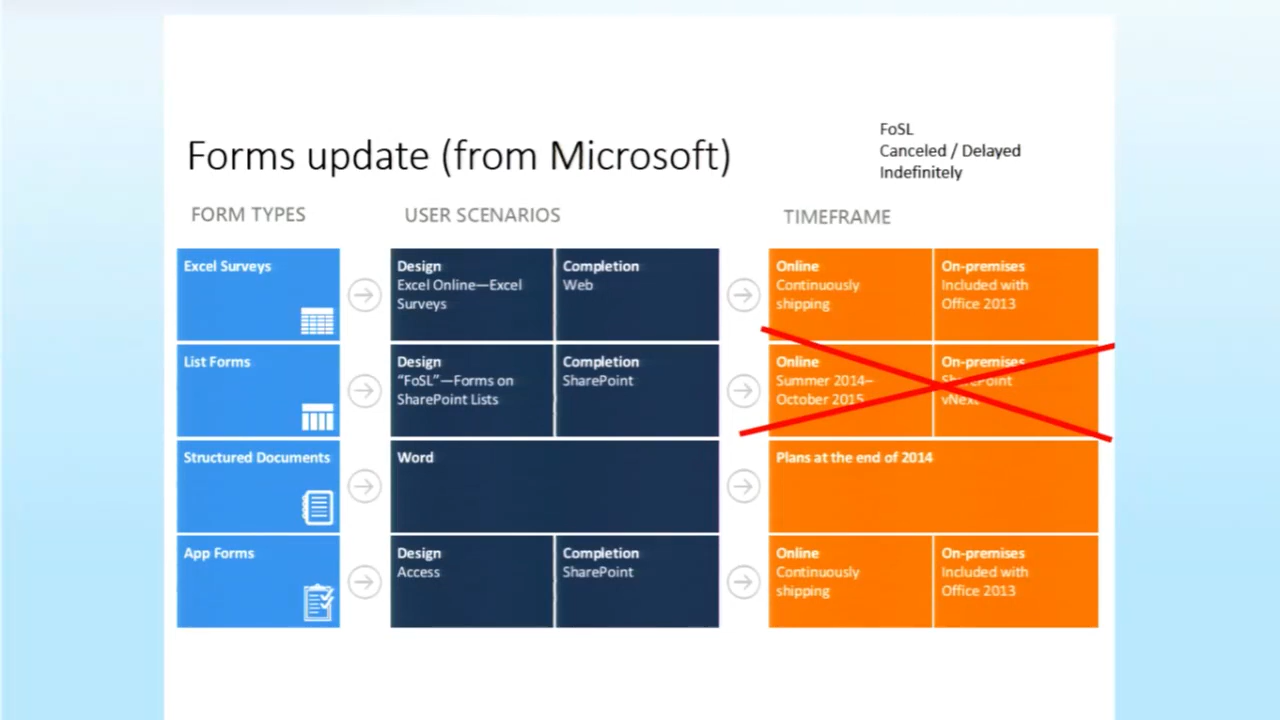 Forms update (from Microsoft)
FoSL
Canceled / Delayed
Indefinitely
FORM TYPES
USER SCENARIOS
TIMEFRAME
Excel Surveys
Design
Excel Online—Excel
Surveys
Completion
Web
Online
Continuously
shipping
On-premises
Included with
Office 2013
List Forms
Design
“FoSL”—Forms on
SharePoint Lists
Completion
SharePoint
Online
Summer 2014–
October 2015
On-premises
SharePoint
vNext
Structured Documents
Word
Plans at the end of 2014
App Forms
Design
Access
Completion
SharePoint
Online
Continuously
shipping
On-premises
Included with
Office 2013